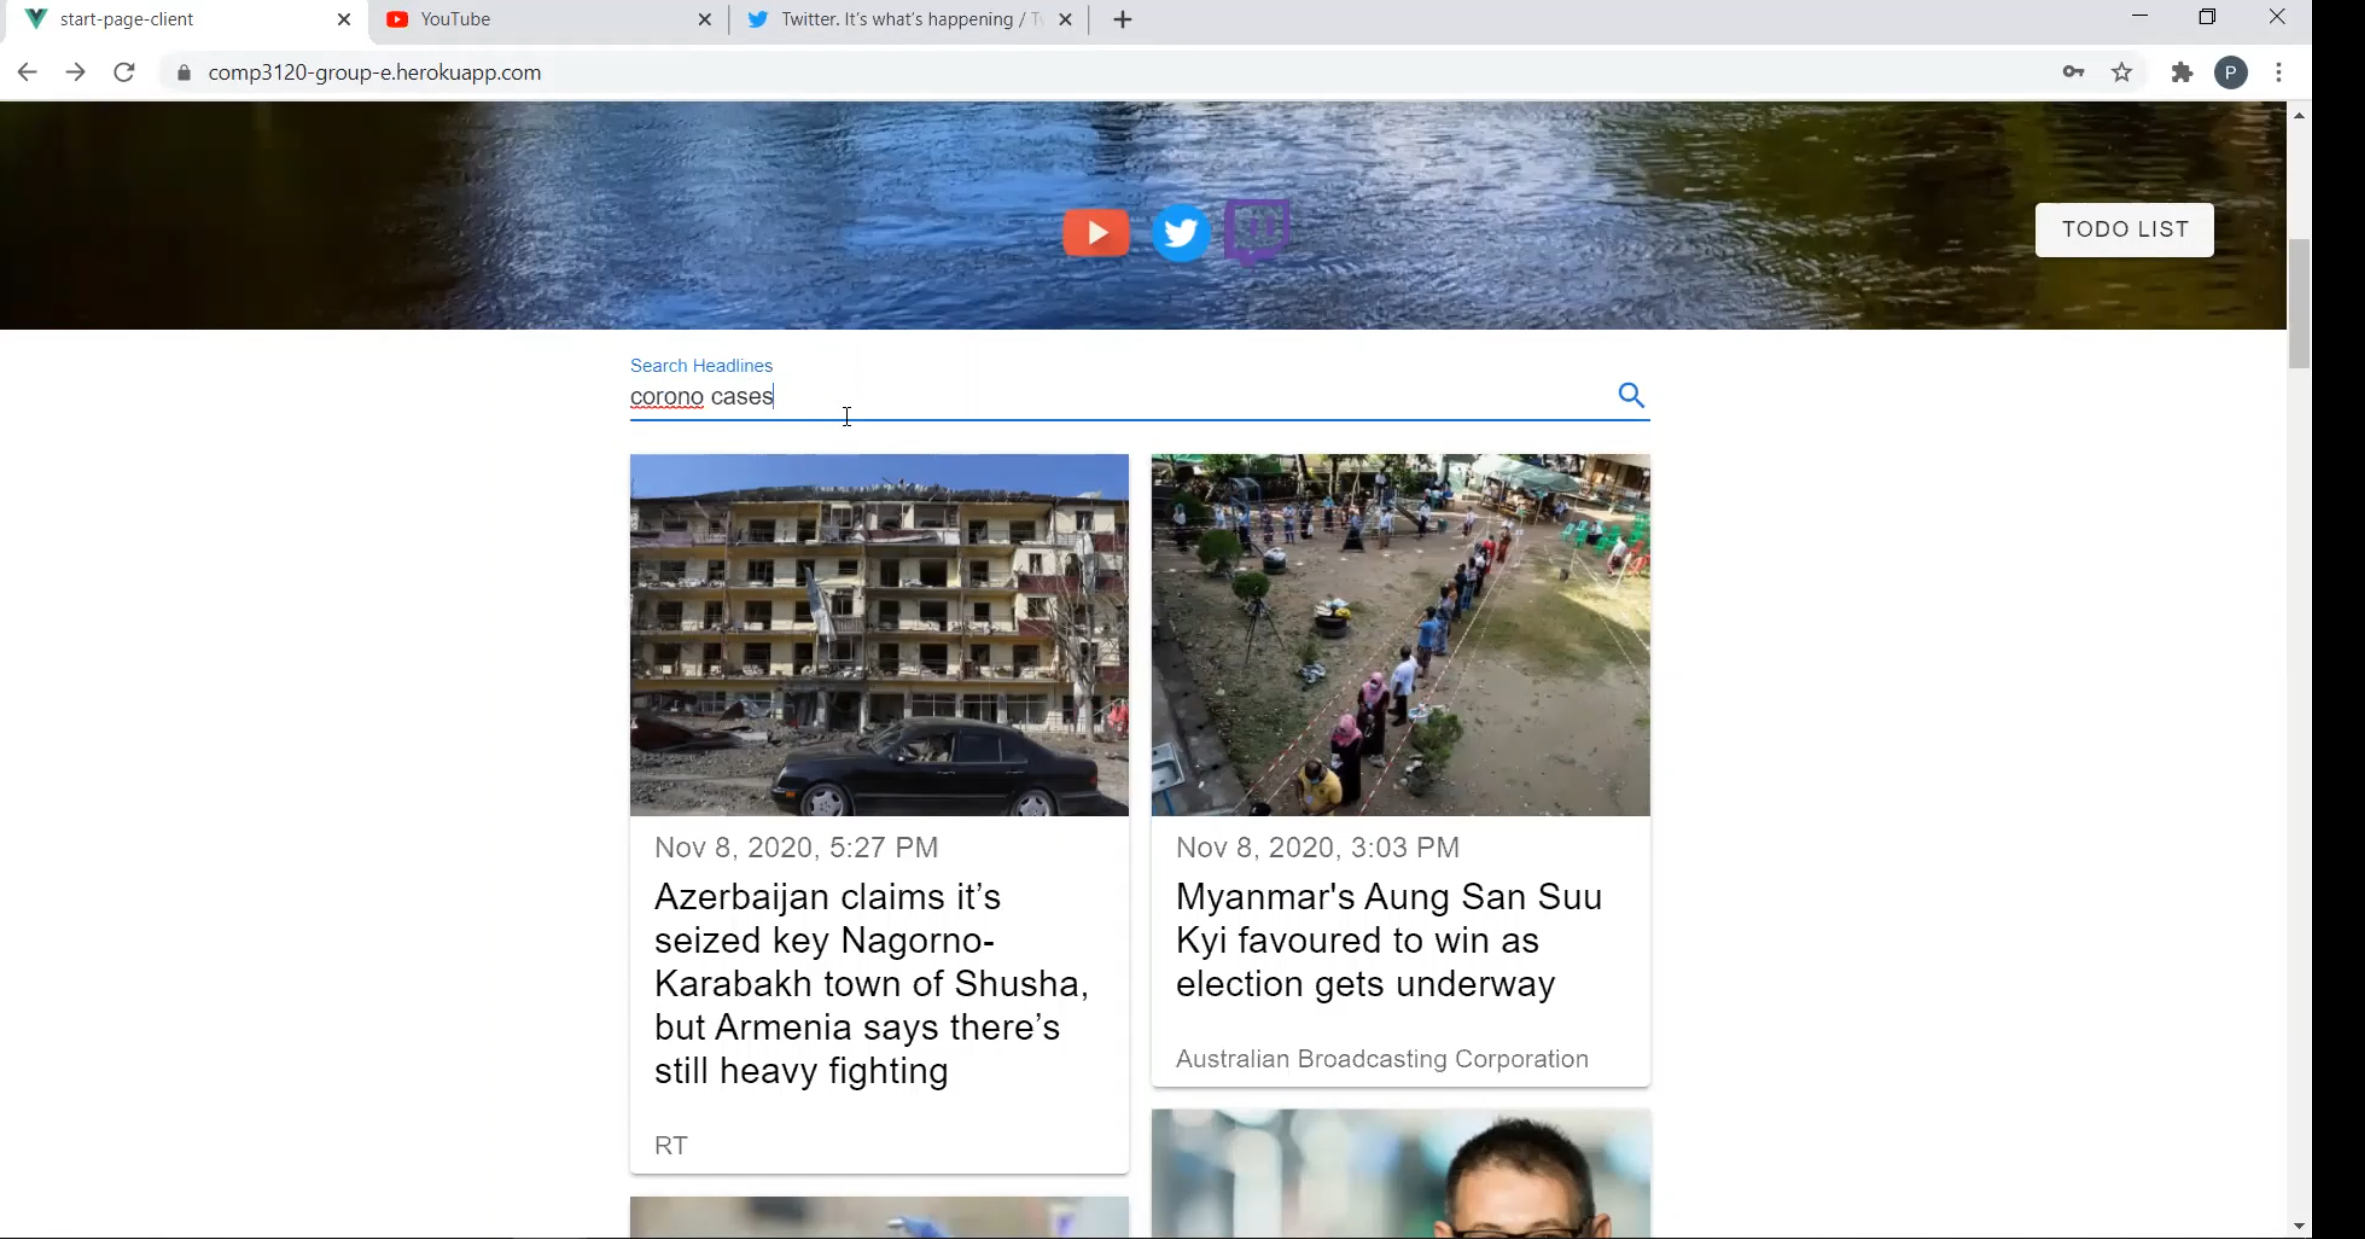 start-page-client
YouTube
Twitter. It's what's happening / Tw
comp3120-group-e.herokuapp.com
P
TODO LIST
Search Headlines
corono cases
Nov 8, 2020, 5:27 PM
Azerbaijan claims it’s
seized key Nagorno-
Karabakh town of Shusha,
but Armenia says there’s
still heavy fighting
RT
Nov 8, 2020, 3:03 PM
Myanmar's Aung San Suu
Kyi favoured to win as
election gets underway
Australian Broadcasting Corporation